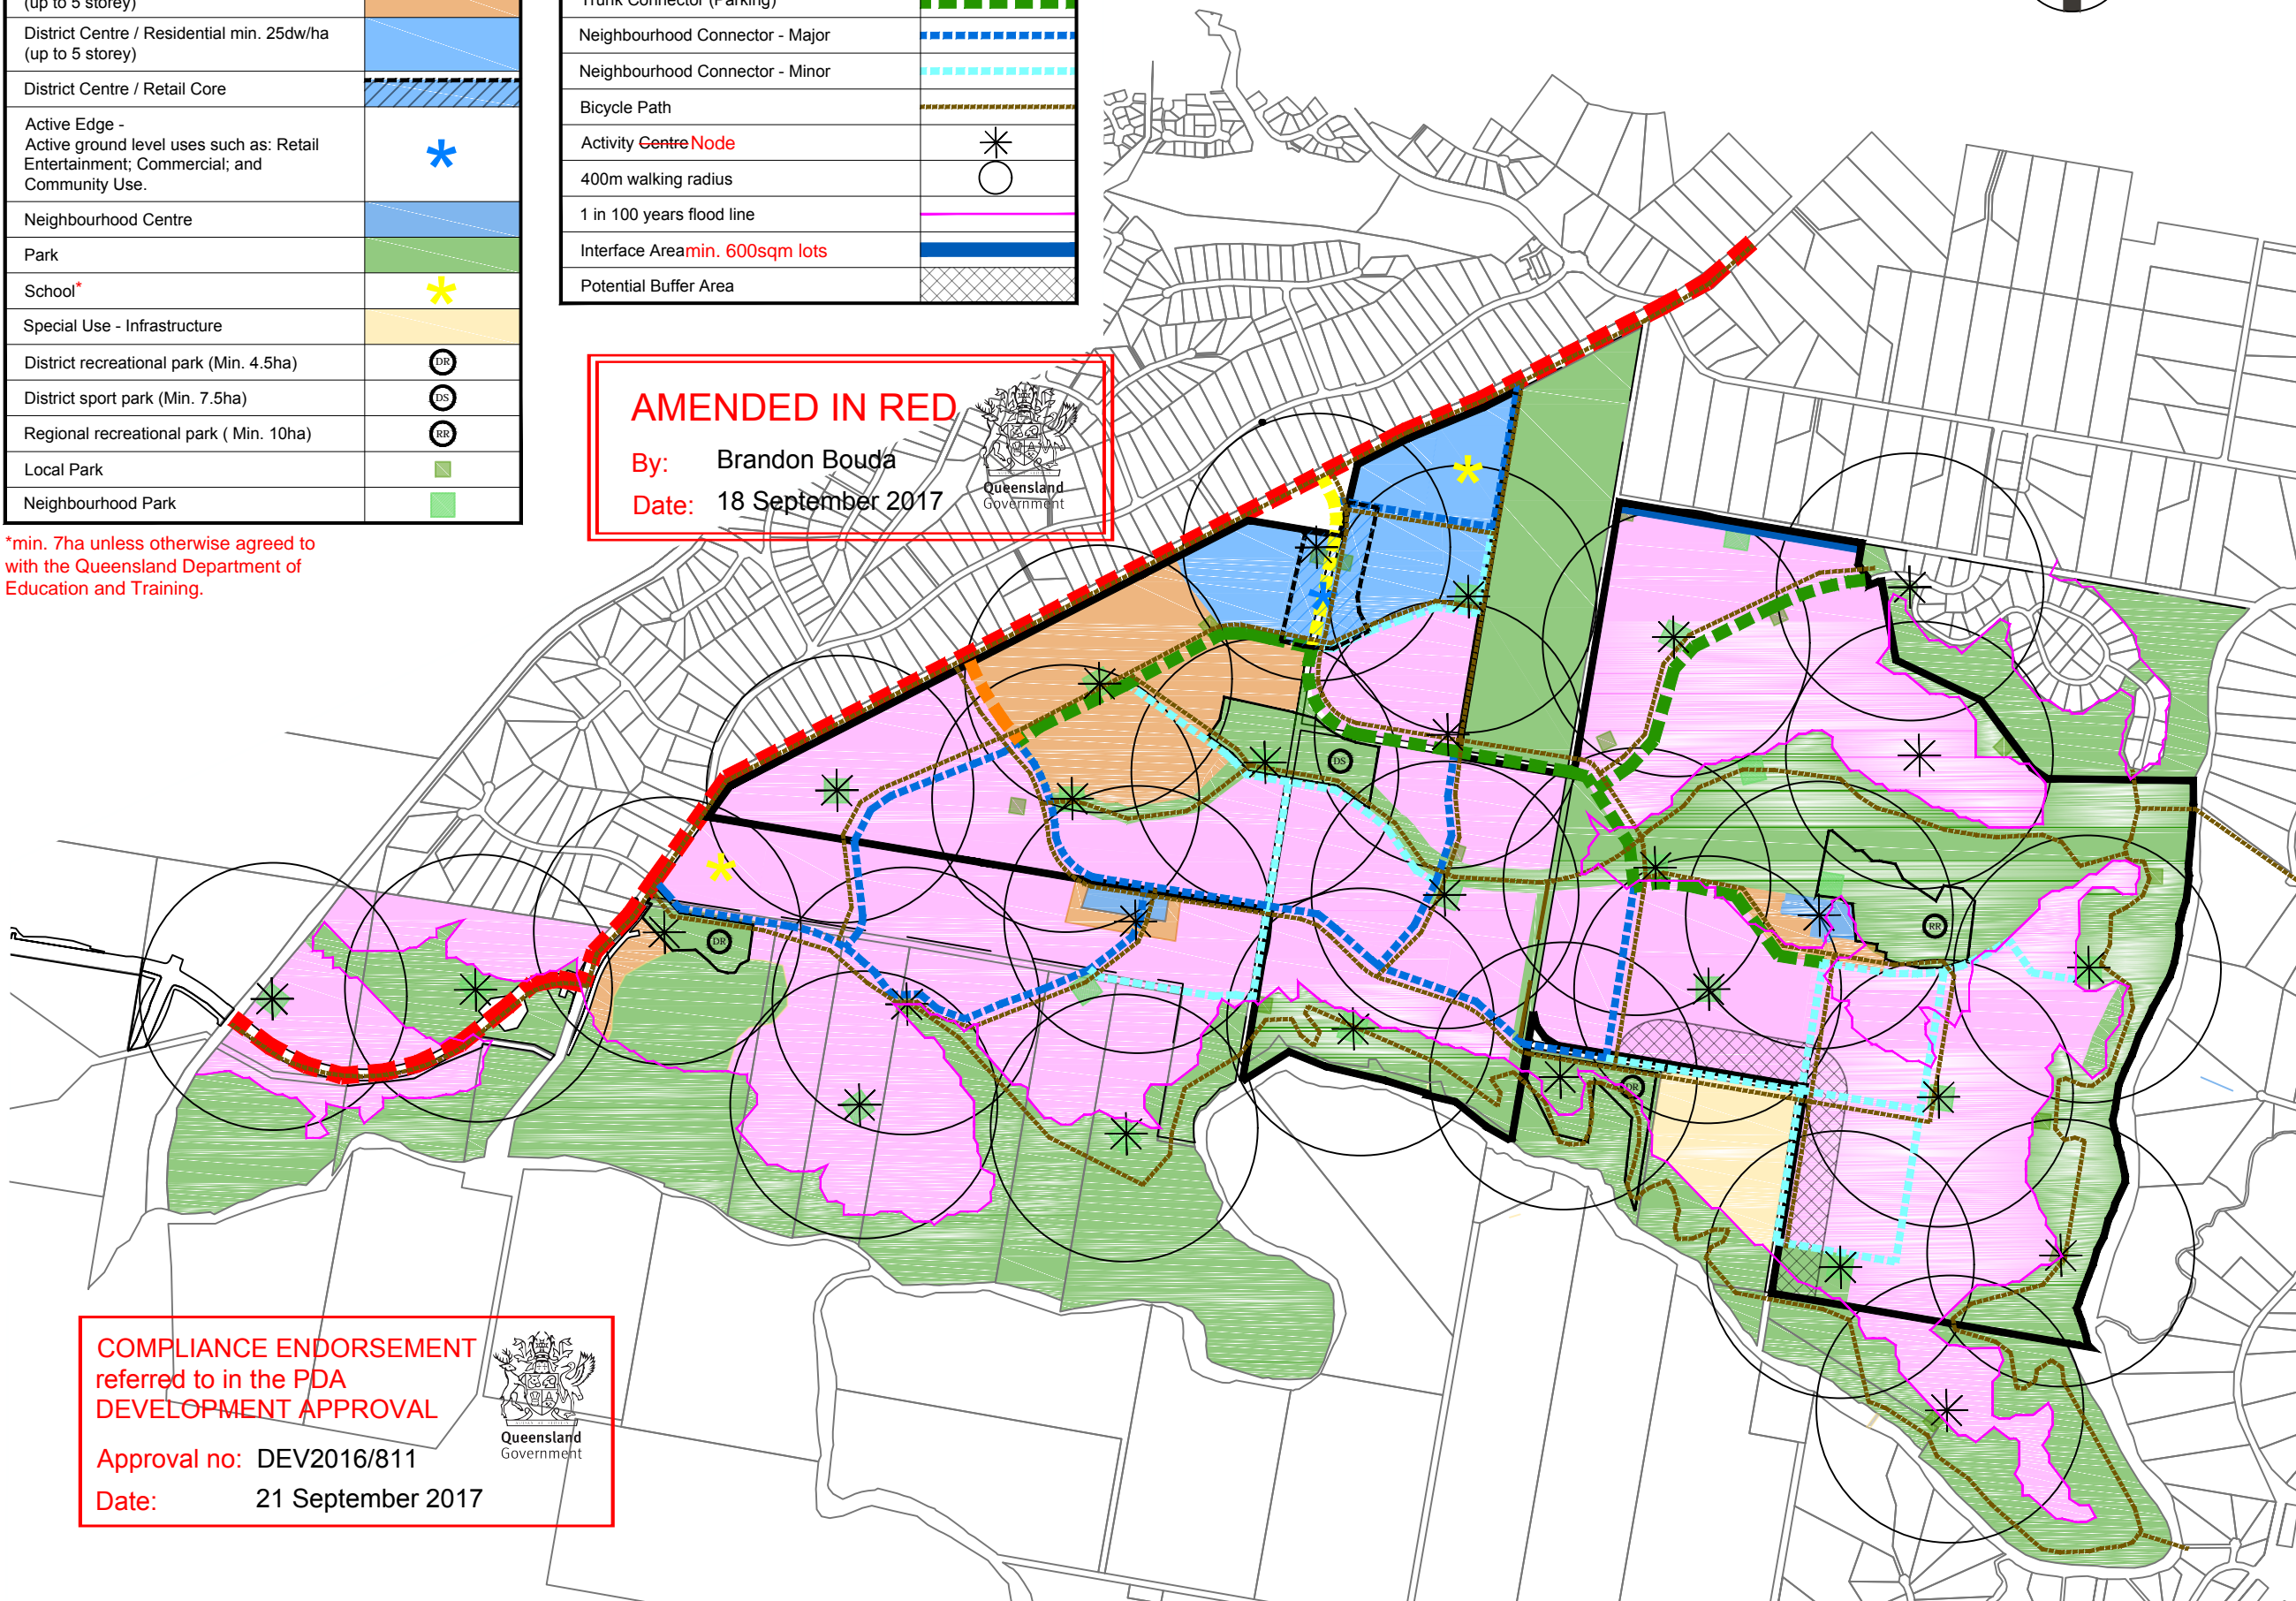 (up to 5 storey)
District Centre / Residential min. 25dw/ha
(up to 5 storey)
District Centre / Retail Core
Active Edge -
Active ground level uses such as: Retail
Entertainment; Commercial; and
Community Use.
Neighbourhood Centre
Park
School*
Special Use - Infrastructure
District recreational park (Min. 4.5ha)
DR
District sport park (Min. 7.5ha)
DS
Regional recreational park ( Min. 10ha)
RR
Local Park
Neighbourhood Park
*min. 7ha unless otherwise agreed to
with the Queensland Department of
Education and Training.
Trunk Connector (Parking)
Neighbourhood Connector - Major
Neighbourhood Connector - Minor
Bicycle Path
Activity Centre Node
400m walking radius
1 in 100 years flood line
Interface Area min. 600sqm lots
Potential Buffer Area
AMENDED IN RED
By: Brandon Bouda
Date: 18 September 2017
Queensland
Government
DS
DR
RR
DR
COMPLIANCE ENDORSEMENT
referred to in the PDA
DEVELOPMENT APPROVAL
Approval no: DEV2016/811
Date: 21 September 2017
Queensland
Government